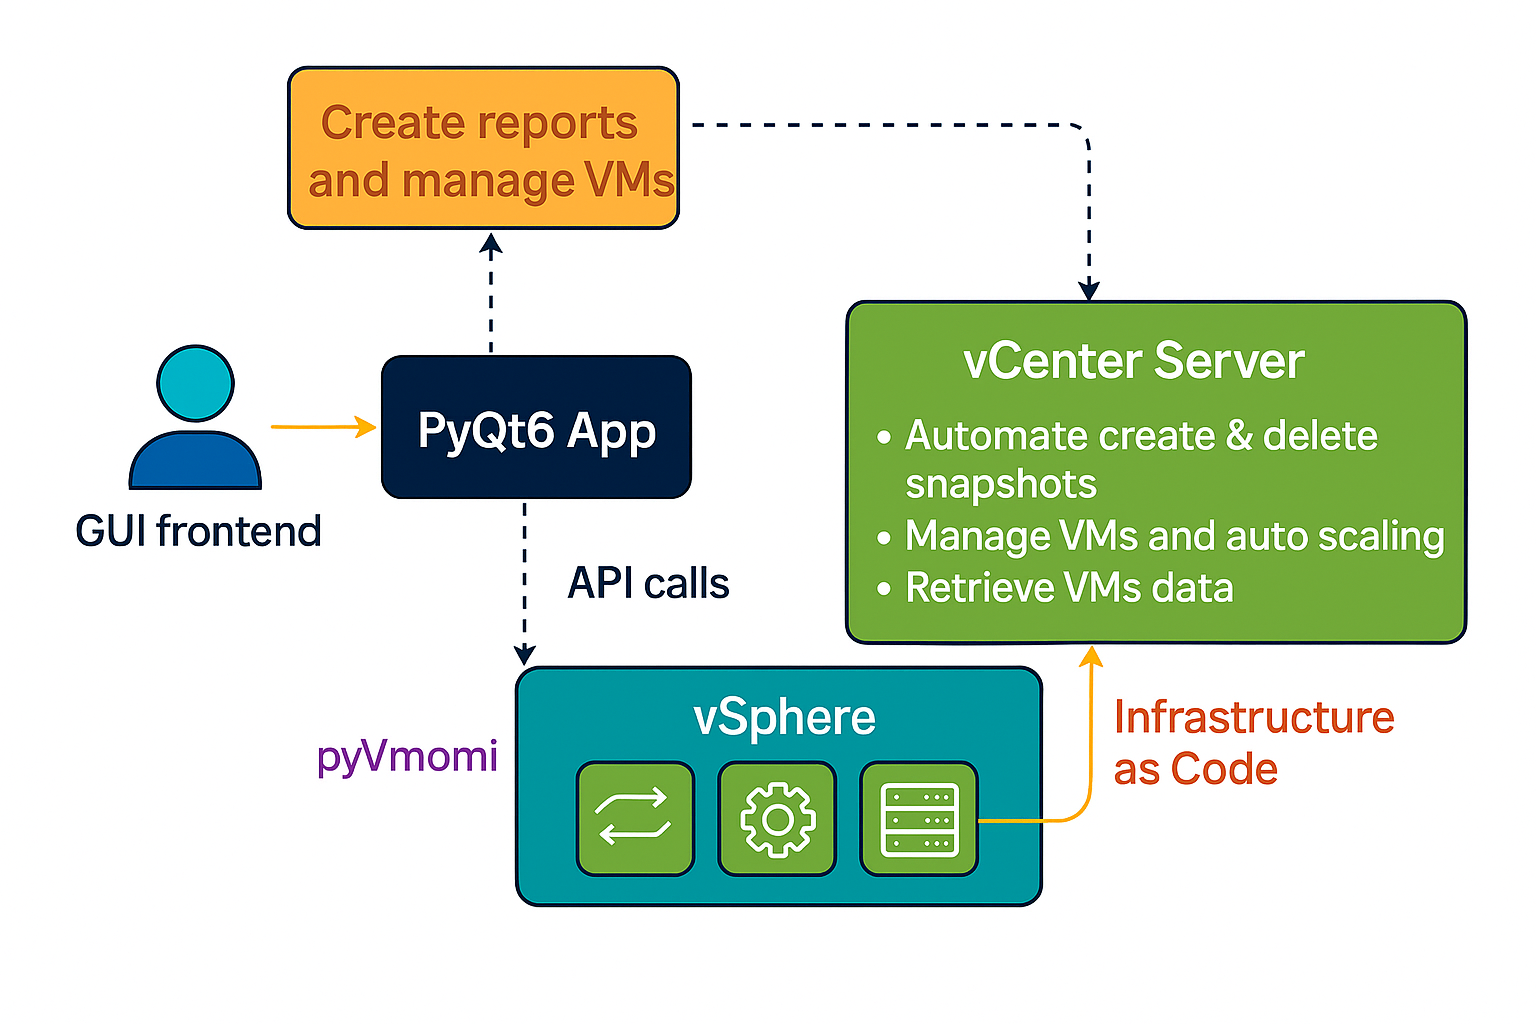 Create reports
and manage VMs
PyQt6 App
GUI frontend
vCenter Server
• Automate create & delete
snapshots
• Manage VMs and auto scaling
• Retrieve VMs data
API calls
pyVmomi
vSphere
Infrastructure
as Code